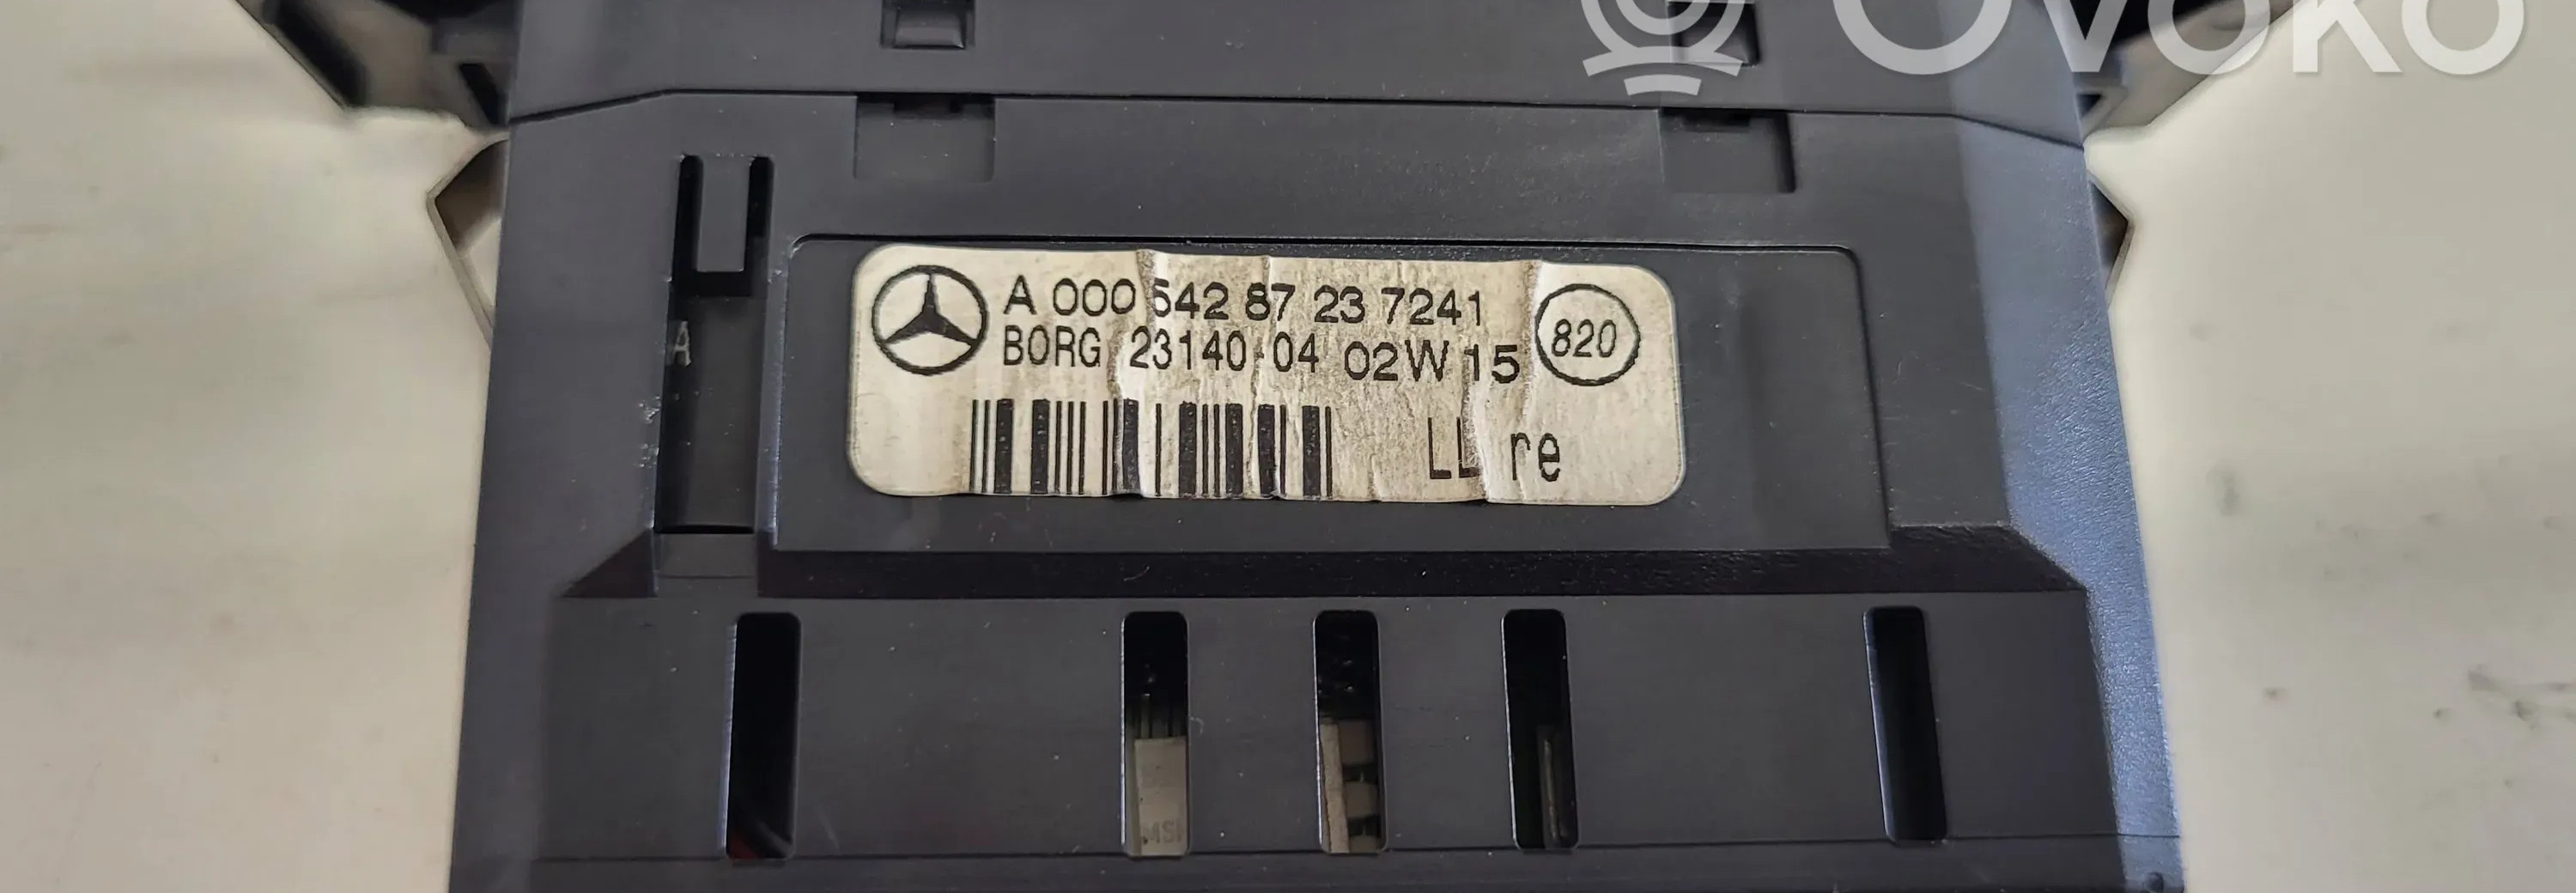 OVOKO
A 000 542 87 23 7241
BORG 23140-04 02W 15
820
A
LL re